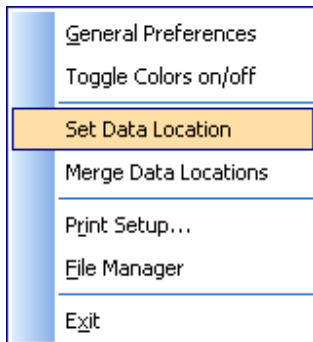 General Preferences
Toggle Colors on/off
Set Data Location
Merge Data Locations
Print Setup...
File Manager
Exit